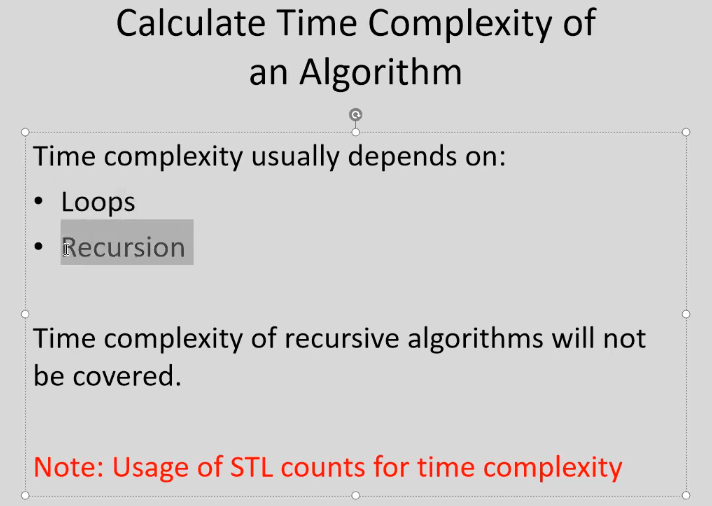 Calculate Time Complexity of
an Algorithm
Time complexity usually depends on:
• Loops
• Recursion
Time complexity of recursive algorithms will not
be covered.
Note: Usage of STL counts for time complexity